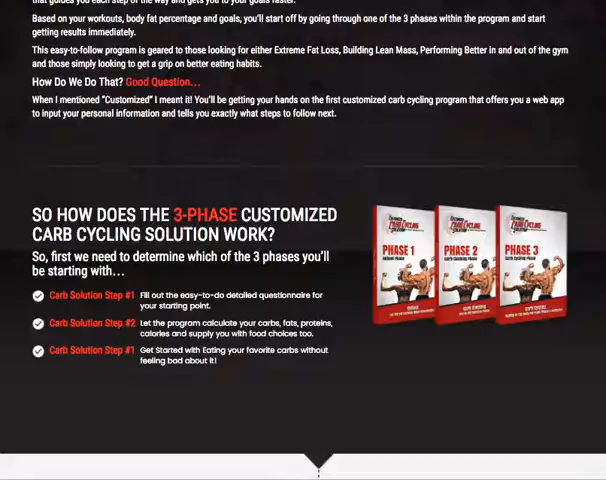 that guides you each step of the way and gets you to your goals faster.
Based on your workouts, body fat percentage and goals, you'll start off by going through one of the 3 phases within the program and start
getting results immediately.
This easy-to-follow program is geared to those looking for either Extreme Fat Loss, Building Lean Mass, Performing Better in and out of the gym
and those simply looking to get a grip on better eating habits.
How Do We Do That? Good Question...
When I mentioned "Customized" I meant it! You'll be getting your hands on the first customized carb cycling program that offers you a web app
to input your personal information and tells you exactly what steps to follow next.
SO HOW DOES THE 3-PHASE CUSTOMIZED
CARB CYCLING SOLUTION WORK?
So, first we need to determine which of the 3 phases you'll
be starting with...
Carb Solution Step #1 Fill out the easy-to-do detailed questionnaire for
your starting point.
Carb Solution Step #2 Let the program calculate your carbs, fats, proteins,
calories and supply you with food choices too.
Carb Solution Step #1 Get Started with Eating your favorite carbs without
feeling bad about it!
CARB CYCLING
PHASE 1
CARB CYCLING
PHASE 2
CARB CYCLING
PHASE 3